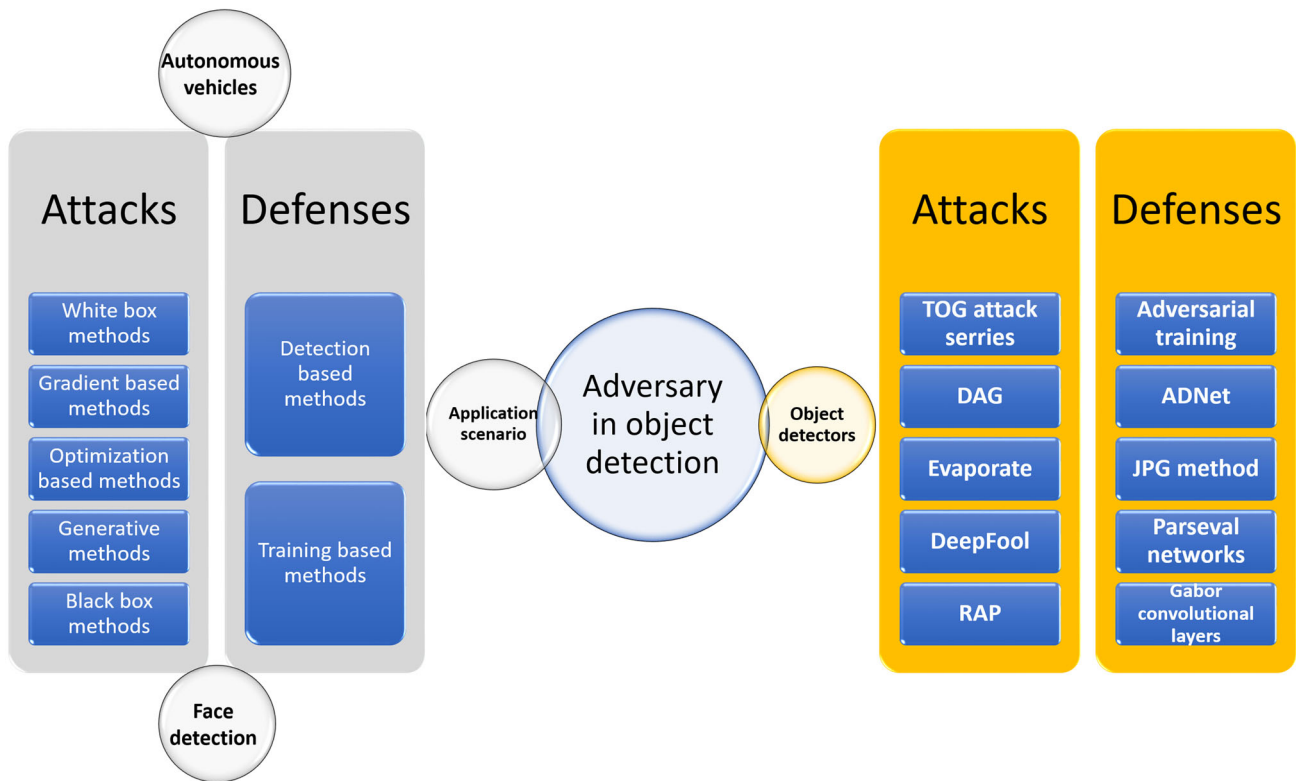 Autonomous
vehicles
Attacks
White box
methods
Gradient based
methods
Optimization
based methods
Generative
methods
Black box
methods
Defenses
Detection
based
methods
Training based
methods
Face
detection
Application
scenario
Adversary
in object
detection
Object
detectors
Attacks
TOG attack
serries
DAG
Evaporate
DeepFool
RAP
Defenses
Adversarial
training
ADNet
JPG method
Parseval
networks
Gabor
convolutional
layers